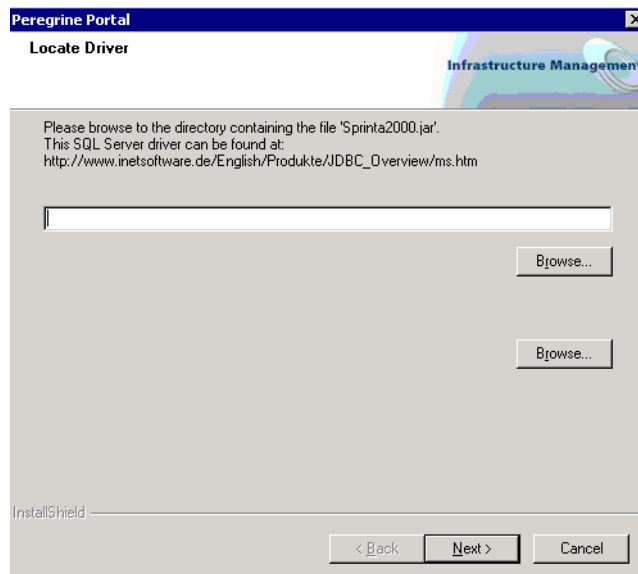 Peregrine Portal
Locate Driver
Infrastructure Management
Please browse to the directory containing the file 'Sprinta2000.jar'.
This SQL Server driver can be found at:
http://www.inetsoftware.de/English/Produkte/JDBC_Overview/ms.htm
Browse...
Browse...
InstallShield
< Back
Next >
Cancel